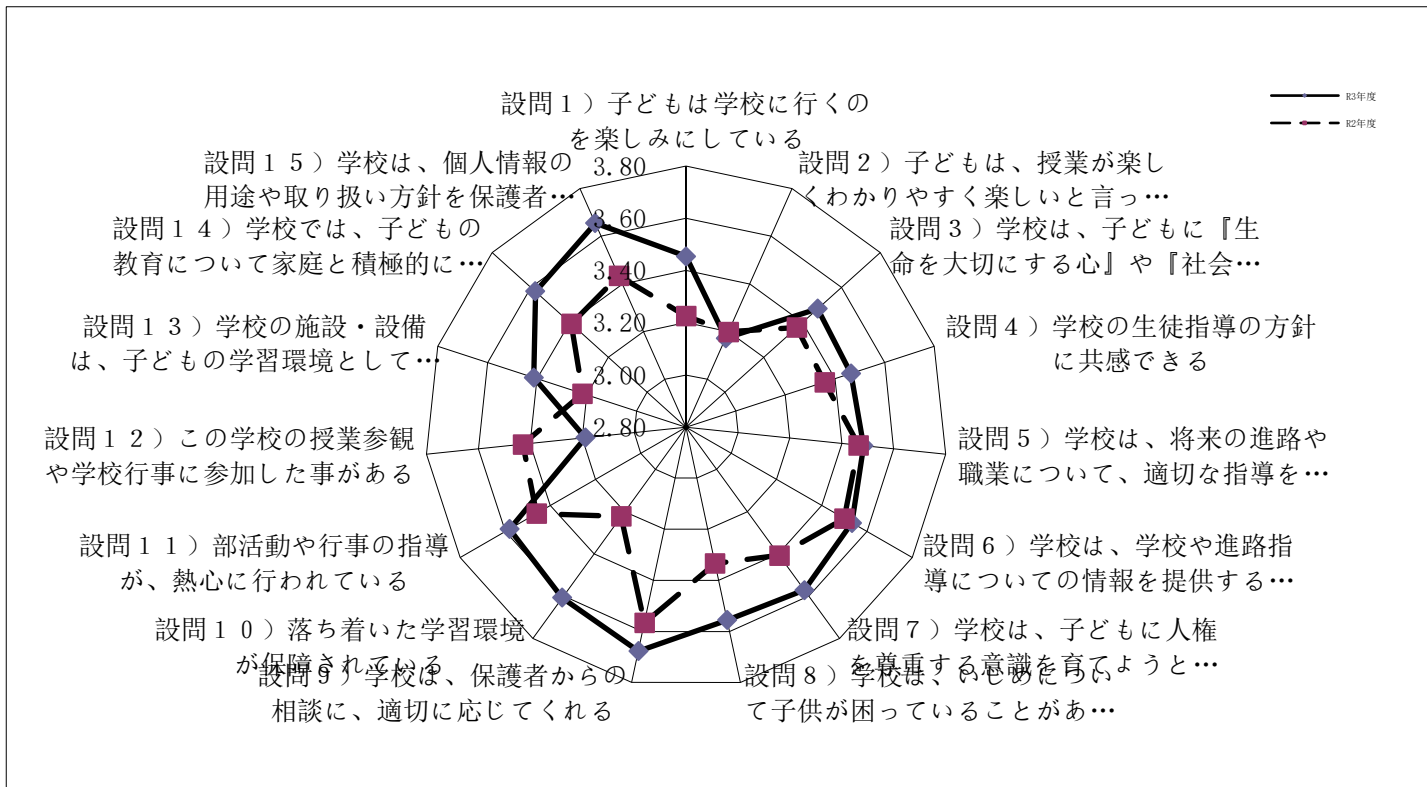 設問１）子どもは学校に行くの
を楽しみにしている
R3年度
R2年度
設問２）子どもは、授業が楽し
くわかりやすく楽しいと言っ…
設問３）学校は、子どもに『生
命を大切にする心』や『社会…
設問４）学校の生徒指導の方針
に共感できる
設問５）学校は、将来の進路や
職業について、適切な指導を…
設問６）学校は、学校や進路指
導についての情報を提供する…
設問７）学校は、子どもに人権
を尊重する意識を育てようと…
設問８）学校は、いじめについ
て子供が困っていることがあ…
設問９）学校は、保護者からの
相談に、適切に応じてくれる
設問１０）落ち着いた学習環境
が保障されている
設問１１）部活動や行事の指導
が、熱心に行われている
設問１２）この学校の授業参観
や学校行事に参加した事がある
設問１３）学校の施設・設備
は、子どもの学習環境として…
設問１４）学校では、子どもの
教育について家庭と積極的に…
設問１５）学校は、個人情報の
用途や取り扱い方針を保護者…
3.80
3.60
3.40
3.20
3.00
2.80